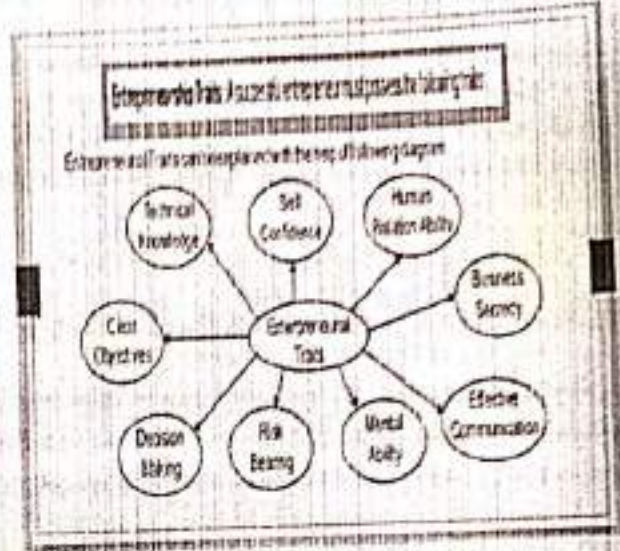 Entrepreneurship Traits: A successful entrepreneur must possess the following traits
Entrepreneurial Traits can be explained with the help of following diagram
Technical
Knowledge
Self
Confidence
Human
Relation Ability
Business
Secrecy
Clear
Objectives
Entrepreneurial
Traits
Effective
Communication
Decision
Making
Risk
Bearing
Mental
Ability